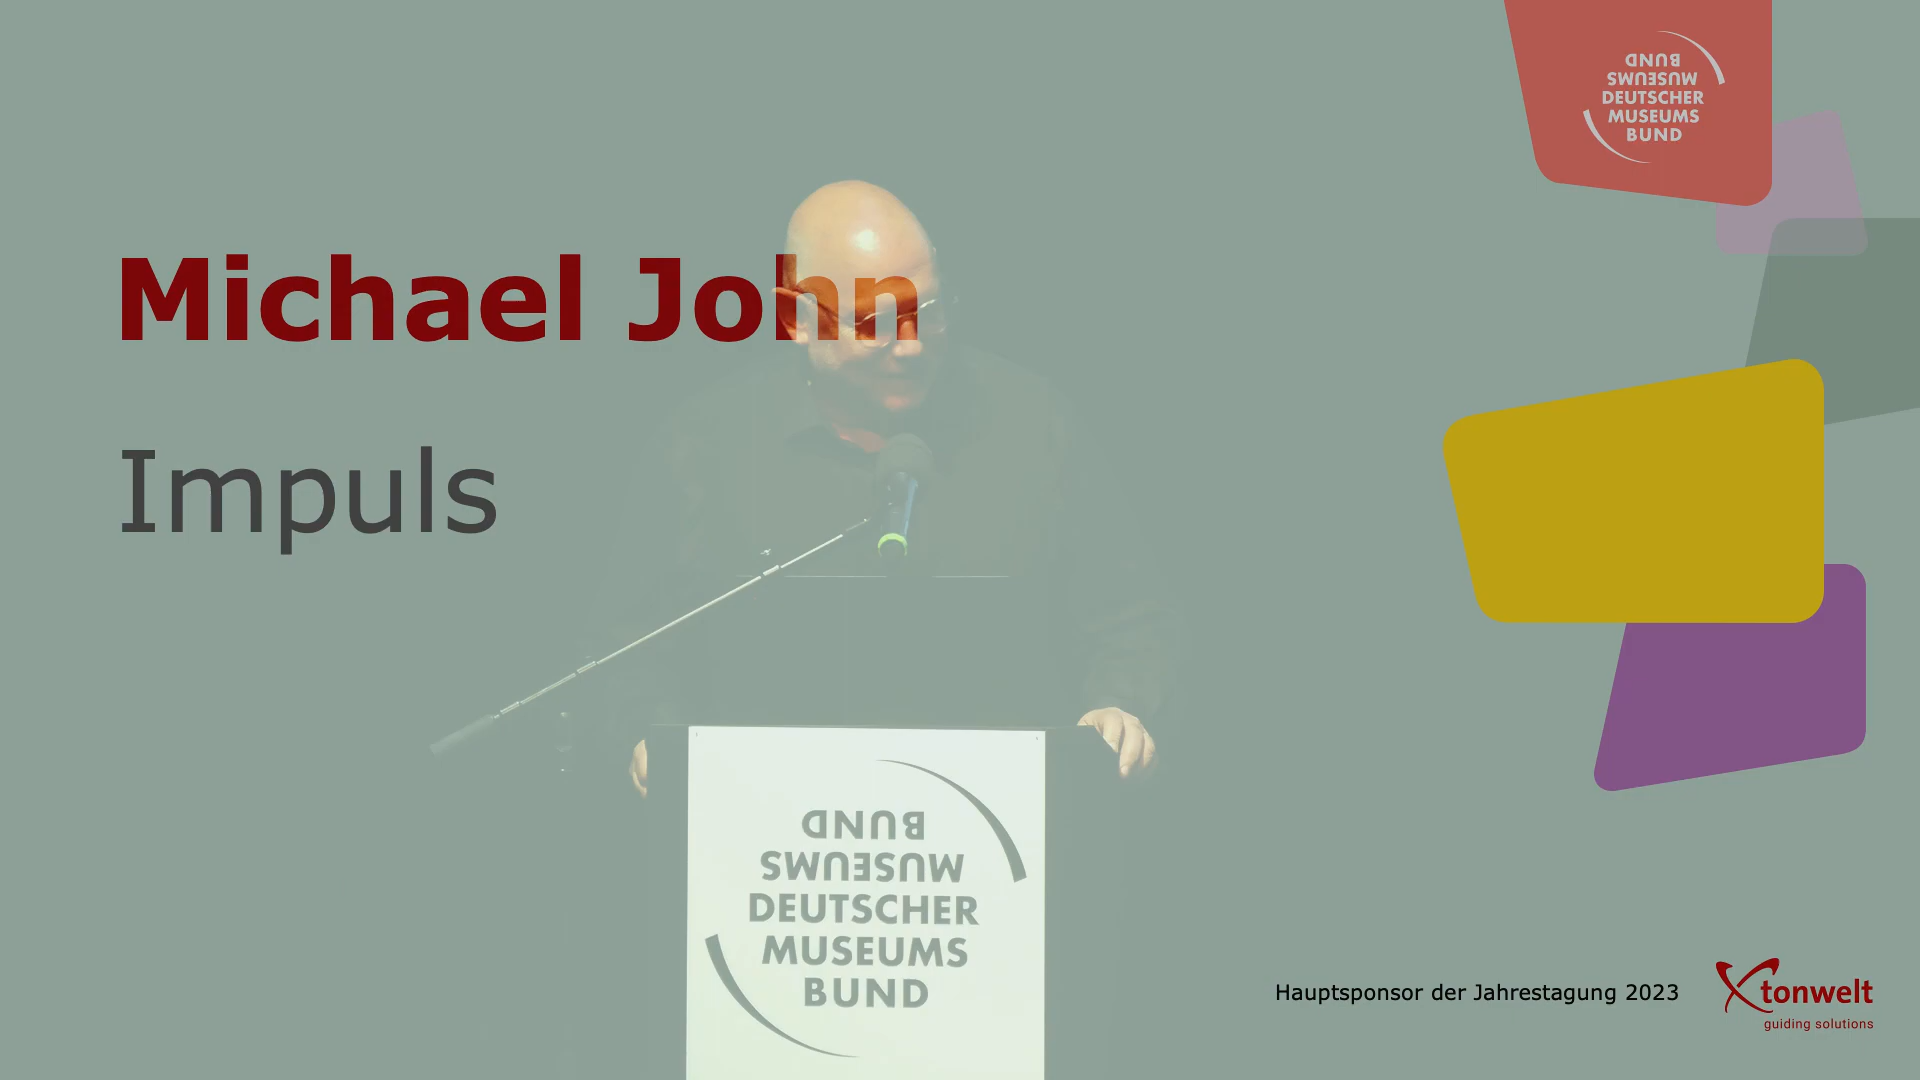 BUND
MUSEUMS
DEUTSCHER
MUSEUMS
BUND
Michael John
Impuls
BUND
MUSEUMS
DEUTSCHER
MUSEUMS
BUND
Hauptsponsor der Jahrestagung 2023
tonwelt
guiding solutions